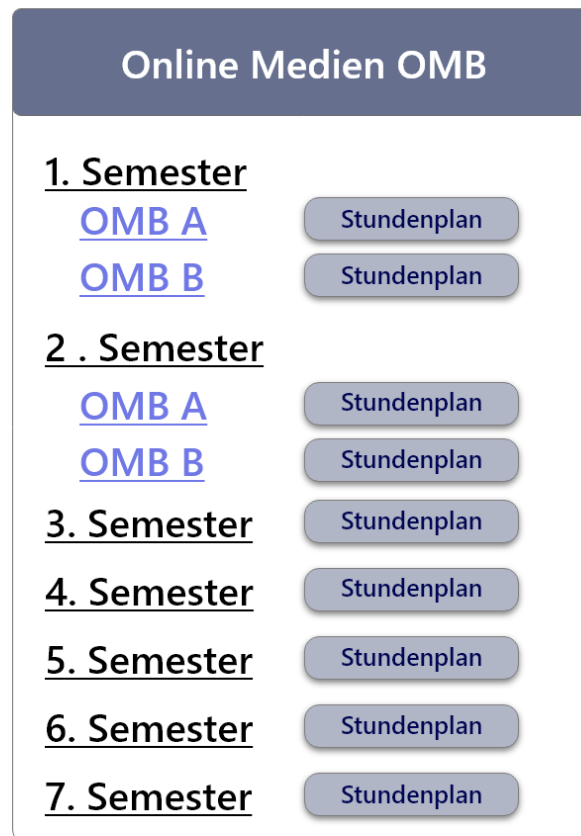 Online Medien OMB
1. Semester
OMB A Stundenplan
OMB B Stundenplan
2 . Semester
OMB A Stundenplan
OMB B Stundenplan
3. Semester Stundenplan
4. Semester Stundenplan
5. Semester Stundenplan
6. Semester Stundenplan
7. Semester Stundenplan